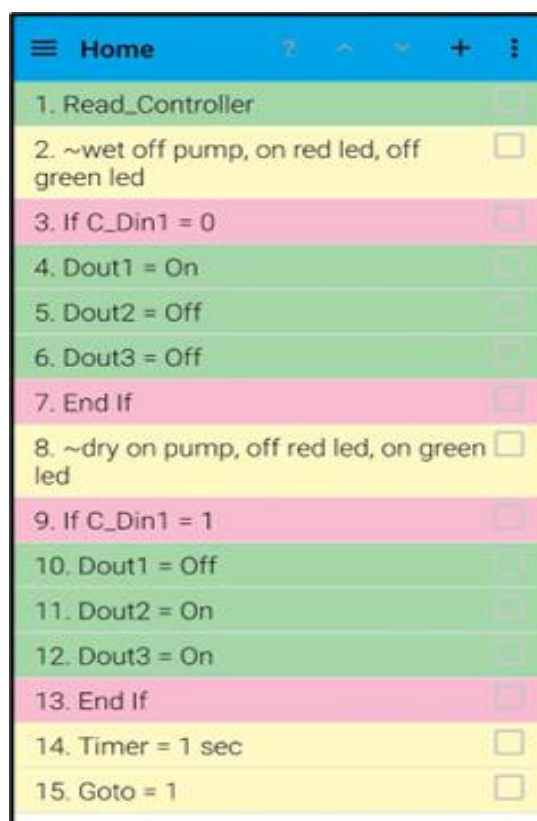 Home ?
1. Read_Controller
2. ~wet off pump, on red led, off
green led
3. If C_Din1 = 0
4. Dout1 = On
5. Dout2 = Off
6. Dout3 = Off
7. End If
8. ~dry on pump, off red led, on green
led
9. If C_Din1 = 1
10. Dout1 = Off
11. Dout2 = On
12. Dout3 = On
13. End If
14. Timer = 1 sec
15. Goto = 1